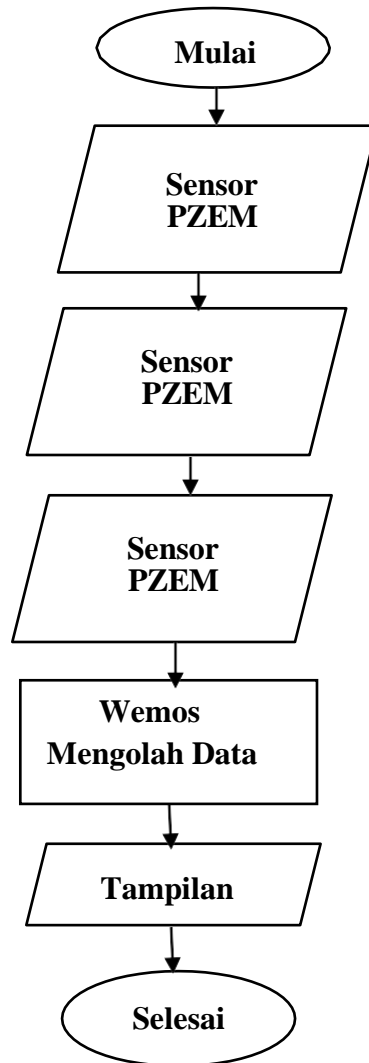 Mulai
Sensor
PZEM
Sensor
PZEM
Sensor
PZEM
Wemos
Mengolah Data
Tampilan
Selesai